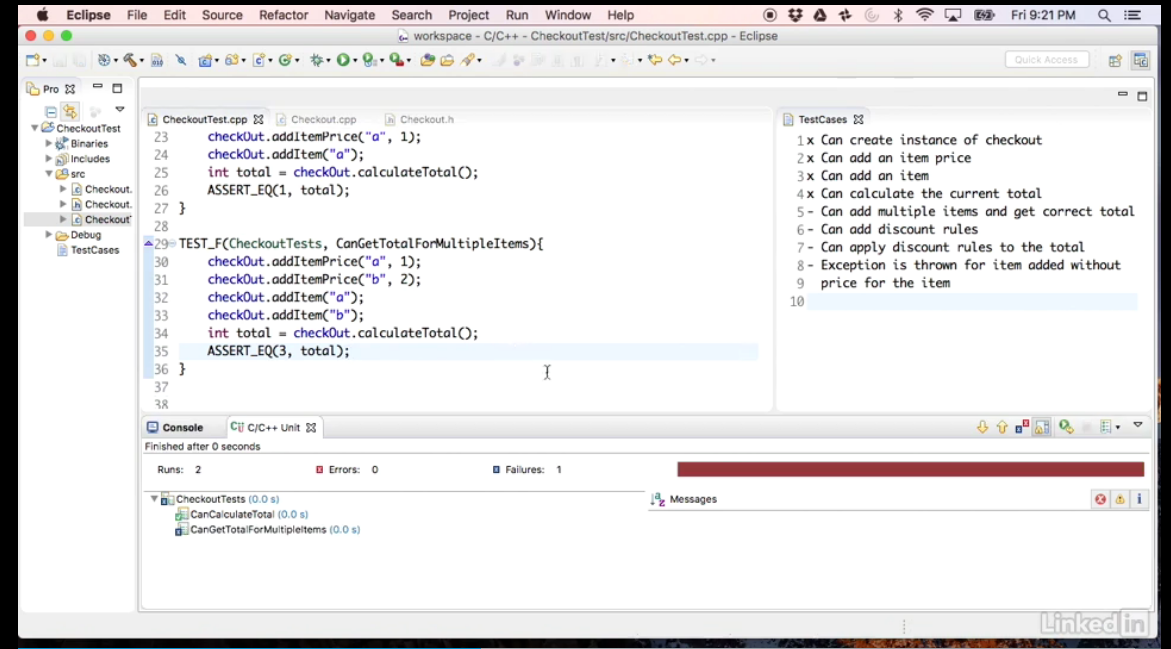 Eclipse File Edit Source Refactor Navigate Search Project Run Window Help Fri 9:21 PM
workspace - C/C++ - CheckoutTest/src/CheckoutTest.cpp - Eclipse
Quick Access
Pro
CheckoutTest
Binaries
Includes
src
Checkout.
Checkout.
Checkout
Debug
TestCases
CheckoutTest.cpp Checkout.cpp Checkout.h
23 checkOut.addItemPrice("a", 1);
24 checkOut.addItem("a");
25 int total = checkOut.calculateTotal();
26 ASSERT_EQ(1, total);
27 }
28
29 TEST_F(CheckoutTests, CanGetTotalForMultipleItems){
30 checkOut.addItemPrice("a", 1);
31 checkOut.addItemPrice("b", 2);
32 checkOut.addItem("a");
33 checkOut.addItem("b");
34 int total = checkOut.calculateTotal();
35 ASSERT_EQ(3, total);
36 }
37
38
TestCases
1 x Can create instance of checkout
2 x Can add an item price
3 x Can add an item
4 x Can calculate the current total
5 - Can add multiple items and get correct total
6 - Can add discount rules
7 - Can apply discount rules to the total
8 - Exception is thrown for item added without
9 price for the item
10
Console C/C++ Unit
Finished after 0 seconds
Runs: 2 Errors: 0 Failures: 1
CheckoutTests (0.0 s)
CanCalculateTotal (0.0 s)
CanGetTotalForMultipleItems (0.0 s)
Messages
Linked in